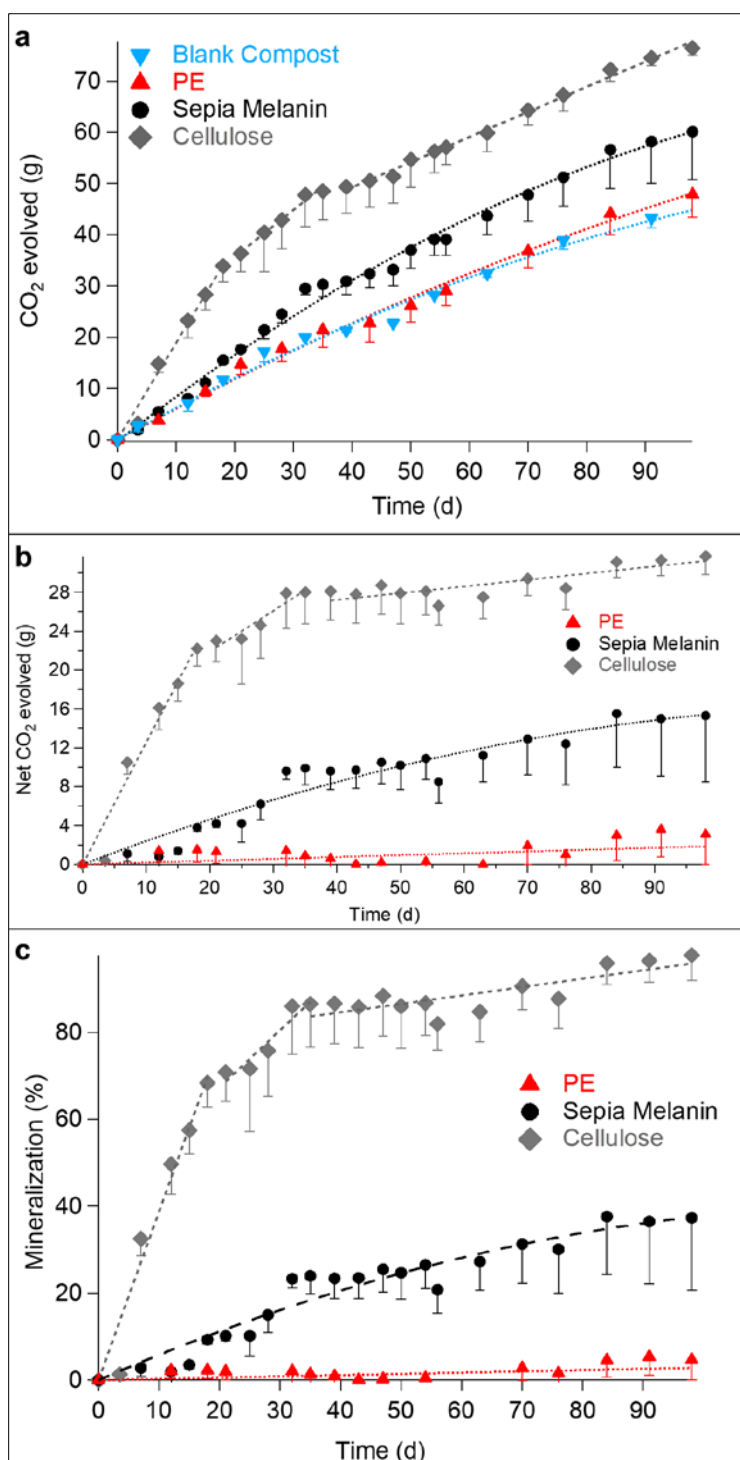 a
Blank Compost
PE
Sepia Melanin
Cellulose
70
60
50
40
30
20
10
0
CO2 evolved (g)
0 10 20 30 40 50 60 70 80 90
Time (d)
b
28
24
20
16
12
8
4
0
Net CO2 evolved (g)
PE
Sepia Melanin
Cellulose
0 10 20 30 40 50 60 70 80 90
Time (d)
c
80
60
40
20
0
Mineralization (%)
PE
Sepia Melanin
Cellulose
0 10 20 30 40 50 60 70 80 90
Time (d)